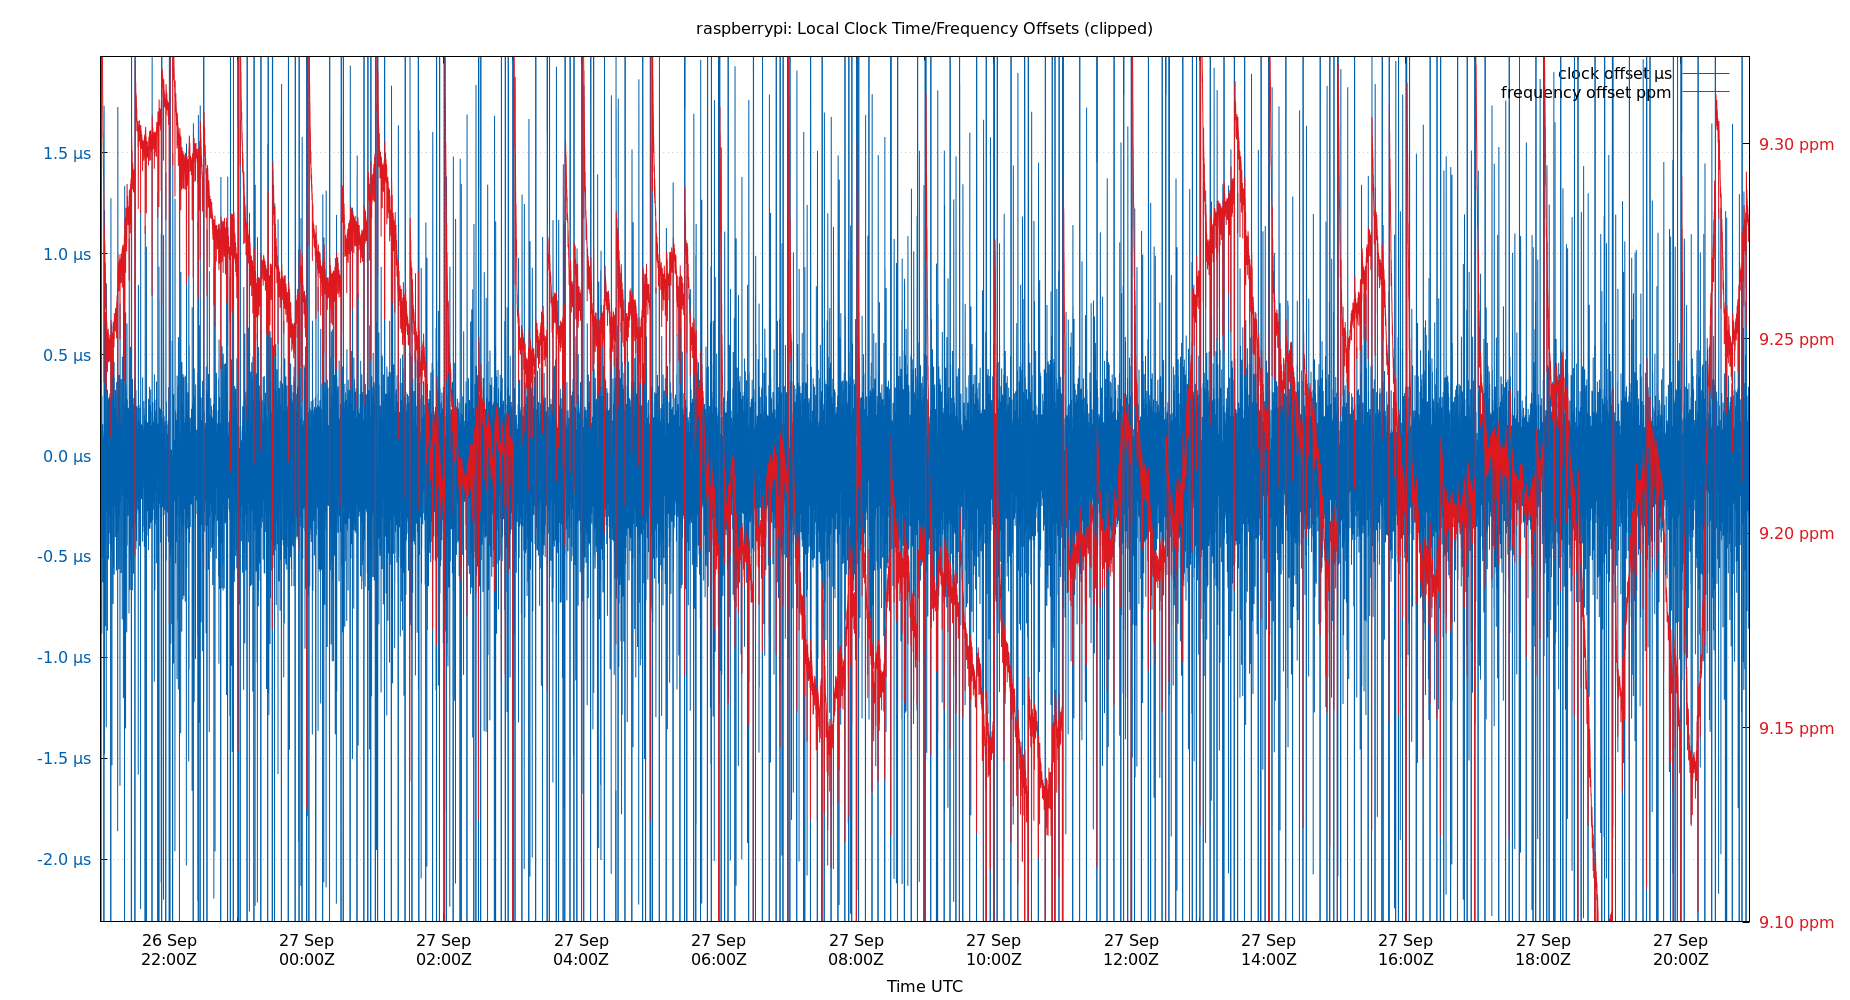 raspberrypi: Local Clock Time/Frequency Offsets (clipped)
clock offset µs
frequency offset ppm
1.5 µs
1.0 µs
0.5 µs
0.0 µs
-0.5 µs
-1.0 µs
-1.5 µs
-2.0 µs
9.30 ppm
9.25 ppm
9.20 ppm
9.15 ppm
9.10 ppm
26 Sep 27 Sep 27 Sep 27 Sep 27 Sep 27 Sep 27 Sep 27 Sep 27 Sep 27 Sep 27 Sep 27 Sep
22:00Z 00:00Z 02:00Z 04:00Z 06:00Z 08:00Z 10:00Z 12:00Z 14:00Z 16:00Z 18:00Z 20:00Z
Time UTC